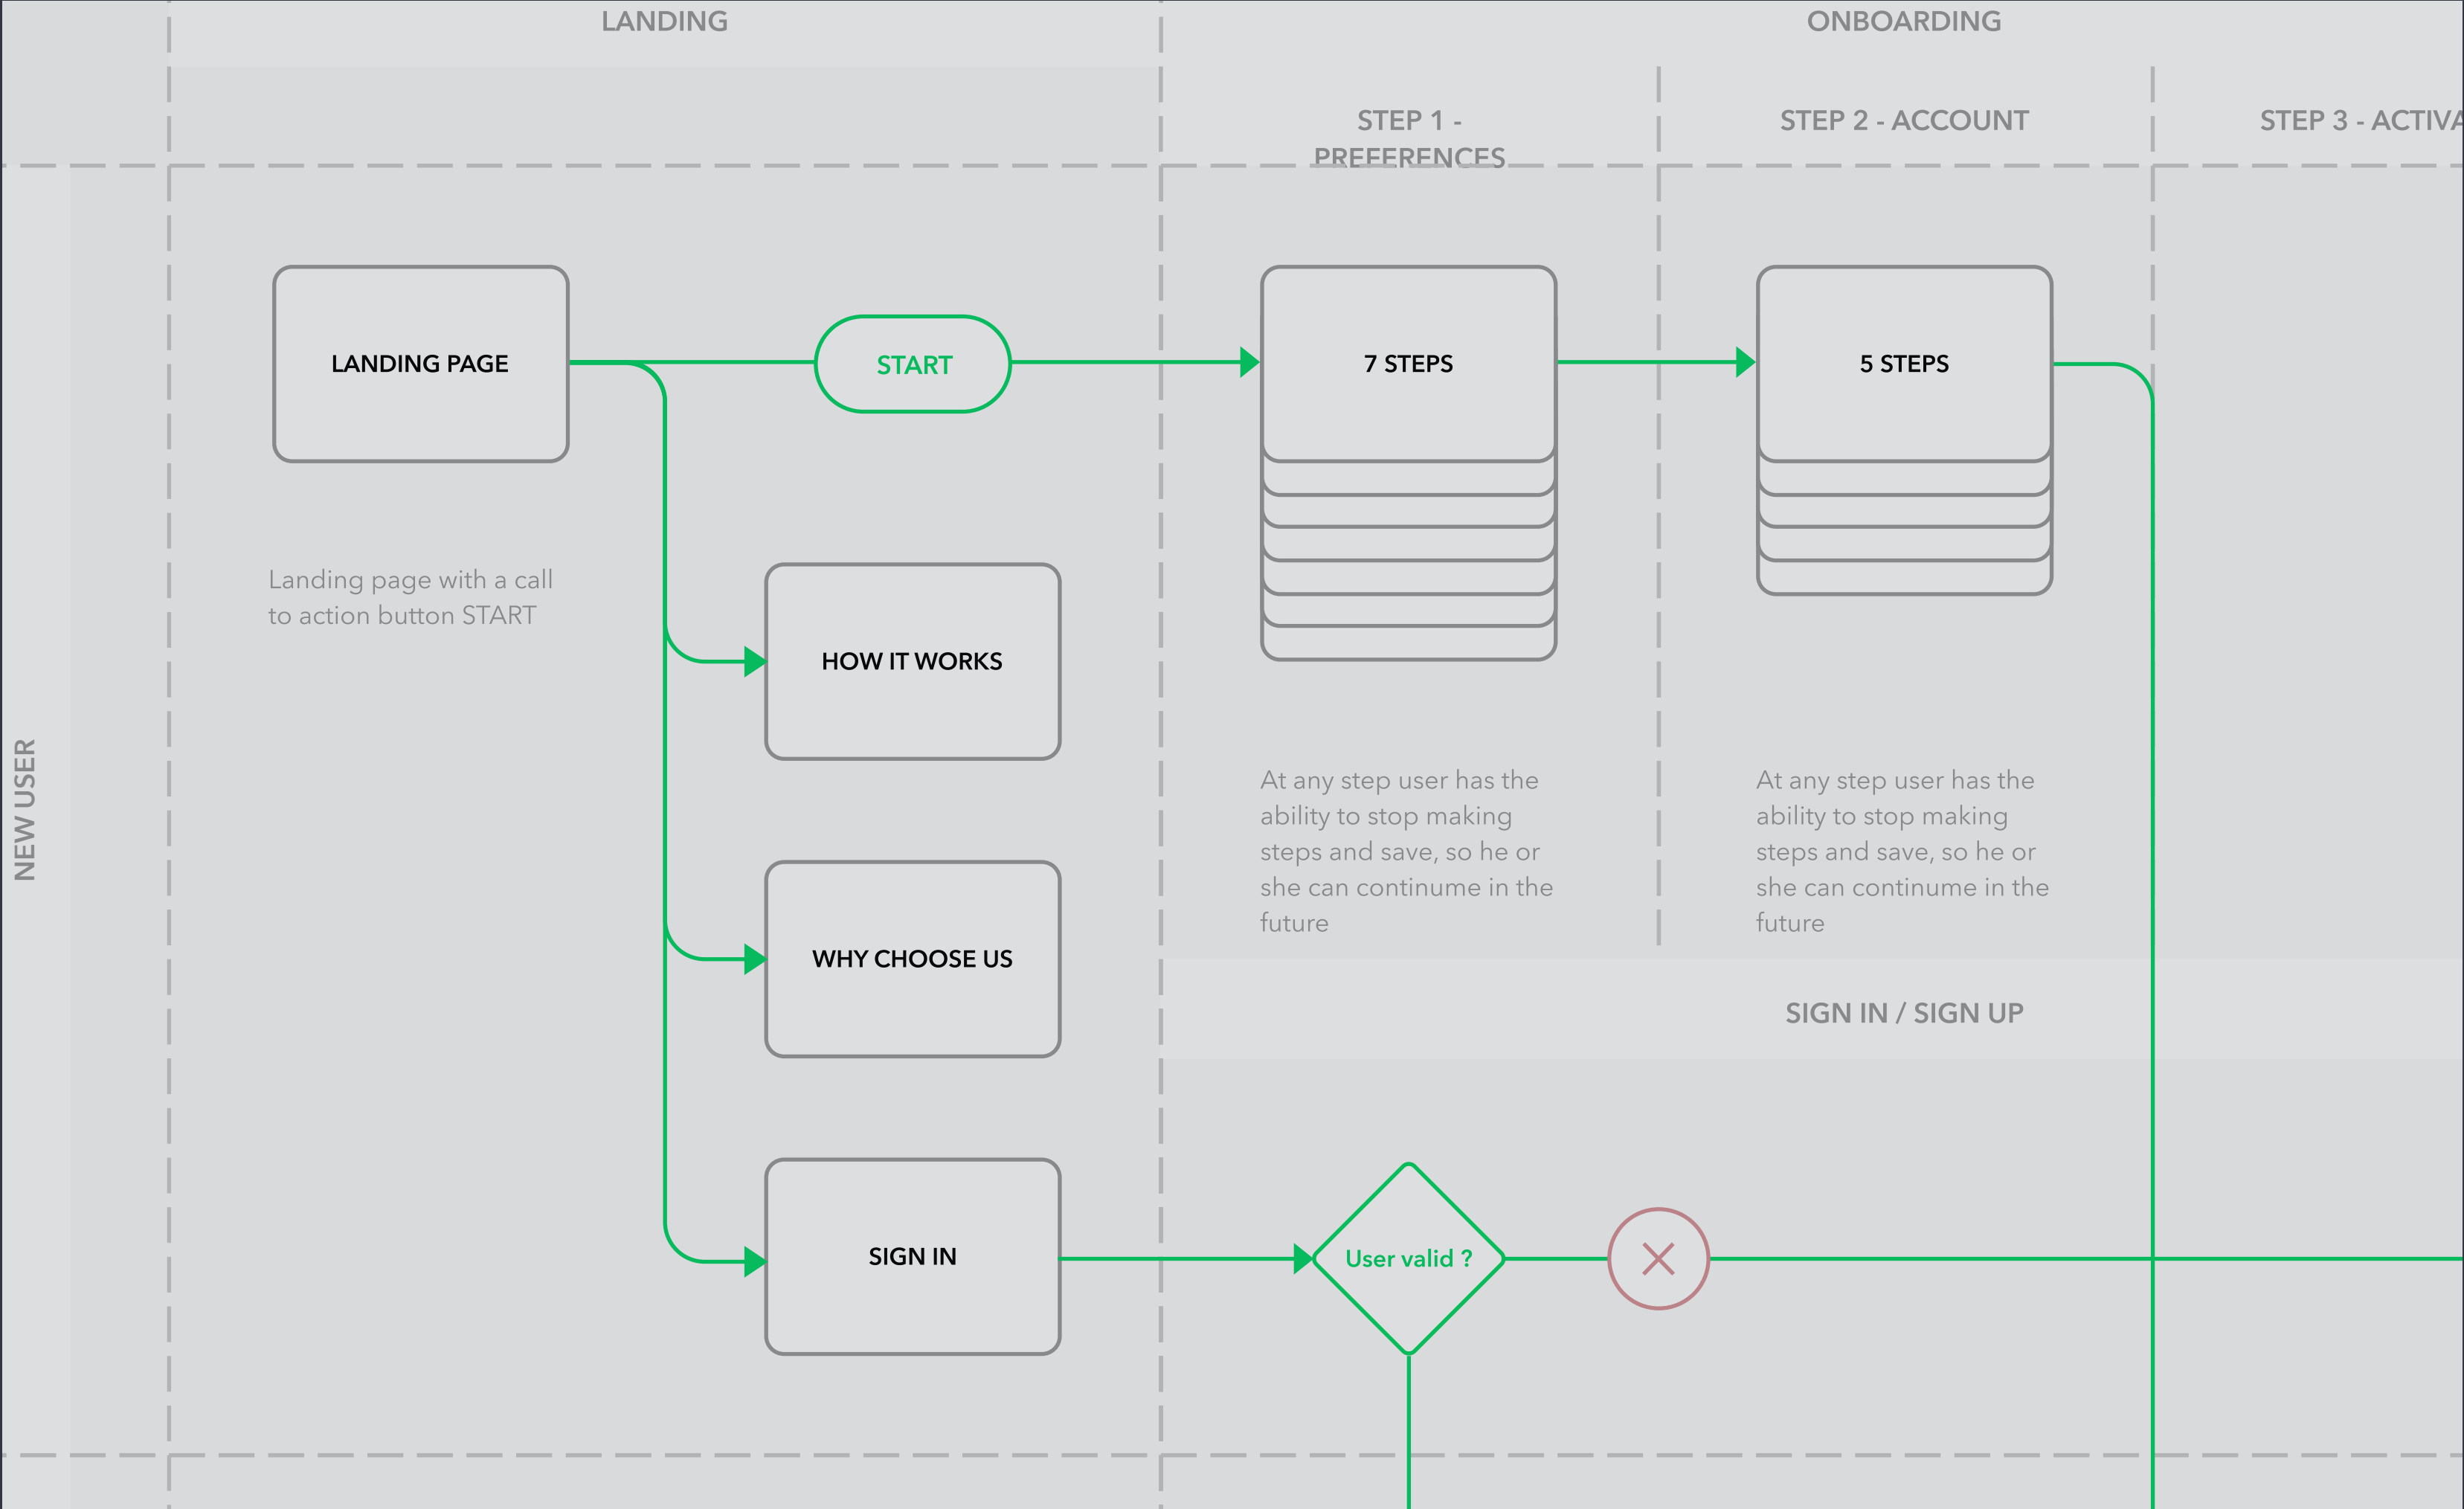 LANDING
ONBOARDING
STEP 1 -
PREFERENCES
STEP 2 - ACCOUNT
STEP 3 -
NEW USER
LANDING PAGE
START
7 STEPS
5 STEPS
Landing page with a call
to action button START
HOW IT WORKS
At any step user has the
ability to stop making
steps and save, so he or
she can continume in the
future
At any step user has the
ability to stop making
steps and save, so he or
she can continume in the
future
WHY CHOOSE US
SIGN IN / SIGN UP
SIGN IN
User valid ?